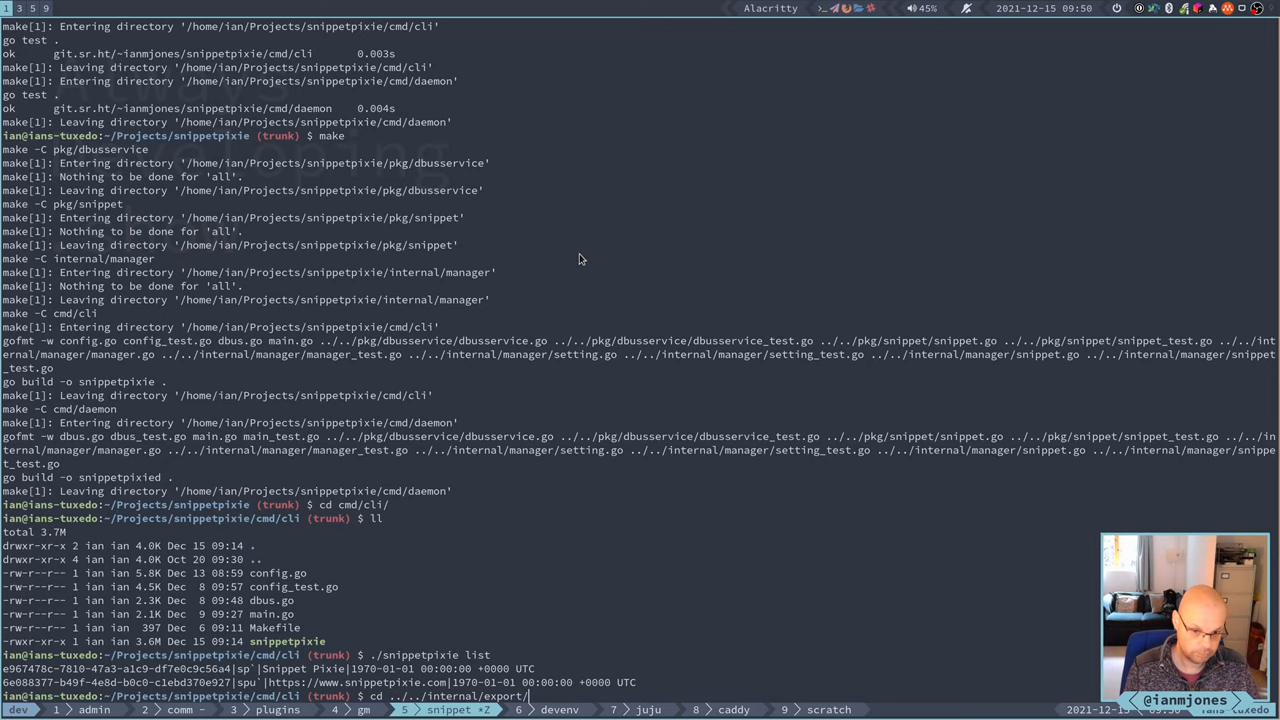 1 3 5 9 Alacritty 45% 2021-12-15 09:50
make[1]: Entering directory '/home/ian/Projects/snippetpixie/cmd/cli'
go test .
ok git.sr.ht/~ianmjones/snippetpixie/cmd/cli 0.003s
make[1]: Leaving directory '/home/ian/Projects/snippetpixie/cmd/cli'
make[1]: Entering directory '/home/ian/Projects/snippetpixie/cmd/daemon'
go test .
ok git.sr.ht/~ianmjones/snippetpixie/cmd/daemon 0.004s
make[1]: Leaving directory '/home/ian/Projects/snippetpixie/cmd/daemon'
ian@ians-tuxedo:~/Projects/snippetpixie (trunk) $ make
make -C pkg/dbusservice
make[1]: Entering directory '/home/ian/Projects/snippetpixie/pkg/dbusservice'
make[1]: Nothing to be done for 'all'.
make[1]: Leaving directory '/home/ian/Projects/snippetpixie/pkg/dbusservice'
make -C pkg/snippet
make[1]: Entering directory '/home/ian/Projects/snippetpixie/pkg/snippet'
make[1]: Nothing to be done for 'all'.
make[1]: Leaving directory '/home/ian/Projects/snippetpixie/pkg/snippet'
make -C internal/manager
make[1]: Entering directory '/home/ian/Projects/snippetpixie/internal/manager'
make[1]: Nothing to be done for 'all'.
make[1]: Leaving directory '/home/ian/Projects/snippetpixie/internal/manager'
make -C cmd/cli
make[1]: Entering directory '/home/ian/Projects/snippetpixie/cmd/cli'
gofmt -w config.go config_test.go dbus.go main.go ../../pkg/dbusservice/dbusservice.go ../../pkg/dbusservice/dbusservice_test.go ../../pkg/snippet/snippet.go ../../pkg/snippet/snippet_test.go ../../int
ernal/manager/manager.go ../../internal/manager/manager_test.go ../../internal/manager/setting.go ../../internal/manager/setting_test.go ../../internal/manager/snippet.go ../../internal/manager/snippet
_test.go
go build -o snippetpixie .
make[1]: Leaving directory '/home/ian/Projects/snippetpixie/cmd/cli'
make -C cmd/daemon
make[1]: Entering directory '/home/ian/Projects/snippetpixie/cmd/daemon'
gofmt -w dbus.go dbus_test.go main.go main_test.go ../../pkg/dbusservice/dbusservice.go ../../pkg/dbusservice/dbusservice_test.go ../../pkg/snippet/snippet.go ../../pkg/snippet/snippet_test.go ../../in
ternal/manager/manager.go ../../internal/manager/manager_test.go ../../internal/manager/setting.go ../../internal/manager/setting_test.go ../../internal/manager/snippet.go ../../internal/manager/snippe
t_test.go
go build -o snippetpixied .
make[1]: Leaving directory '/home/ian/Projects/snippetpixie/cmd/daemon'
ian@ians-tuxedo:~/Projects/snippetpixie (trunk) $ cd cmd/cli/
ian@ians-tuxedo:~/Projects/snippetpixie/cmd/cli (trunk) $ ll
total 3.7M
drwxr-xr-x 2 ian ian 4.0K Dec 15 09:14 .
drwxr-xr-x 4 ian ian 4.0K Oct 20 09:30 ..
-rw-r--r-- 1 ian ian 5.8K Dec 13 08:59 config.go
-rw-r--r-- 1 ian ian 4.5K Dec 8 09:57 config_test.go
-rw-r--r-- 1 ian ian 2.3K Dec 8 09:48 dbus.go
-rw-r--r-- 1 ian ian 2.1K Dec 9 09:27 main.go
-rw-r--r-- 1 ian ian 397 Dec 6 09:11 Makefile
-rwxr-xr-x 1 ian ian 3.6M Dec 15 09:14 snippetpixie
ian@ians-tuxedo:~/Projects/snippetpixie/cmd/cli (trunk) $ ./snippetpixie list
e967478c-7810-47a3-a1c9-df7e0c9c56a4|sp`|Snippet Pixie|1970-01-01 00:00:00 +0000 UTC
6e088377-b49f-4e8d-b0c0-c1ebd370e927|spu`|https://www.snippetpixie.com|1970-01-01 00:00:00 +0000 UTC
ian@ians-tuxedo:~/Projects/snippetpixie/cmd/cli (trunk) $ cd ../../internal/export/
dev 1 admin 2 comm - 3 plugins 4 gm 5 snippet *Z 6 devenv 7 juju 8 caddy 9 scratch 2021-12-15
@ianmjones